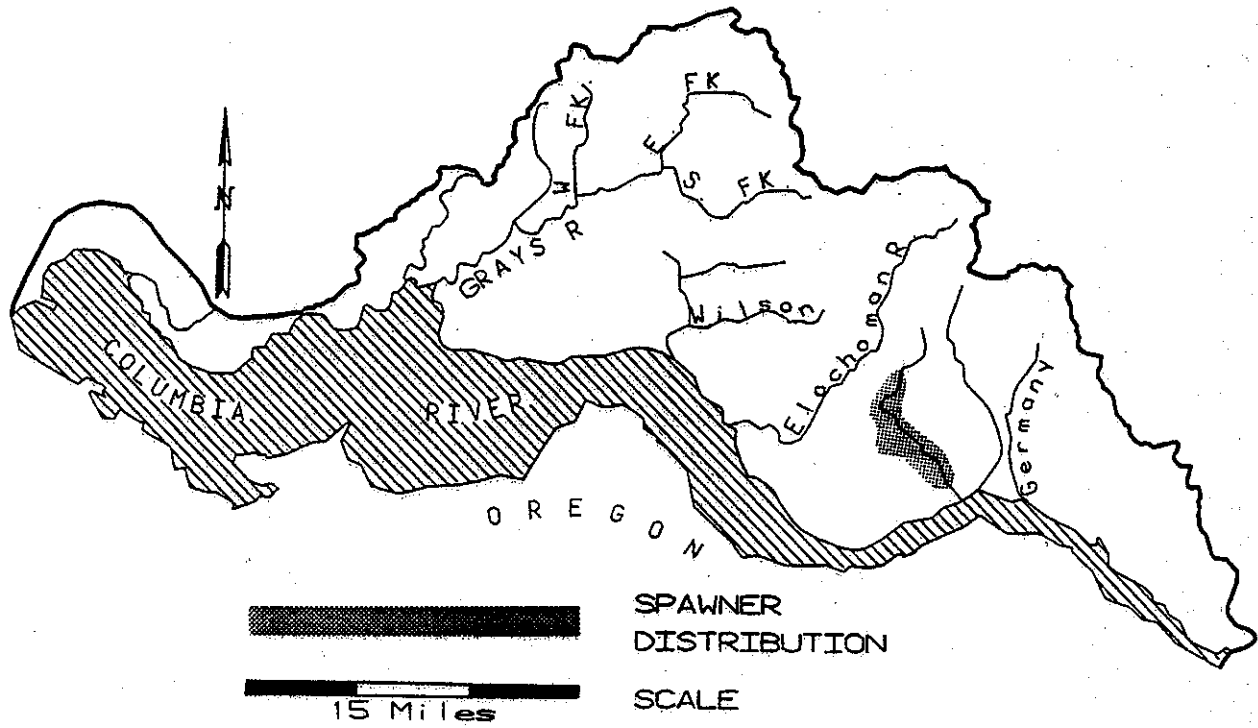 FK
FK
N
W
E
S FK
GRAYS R
Wilson
Elochoman R
Germany
COLUMBIA
RIVER
OREGON
SPAWNER
DISTRIBUTION
SCALE
15 Miles